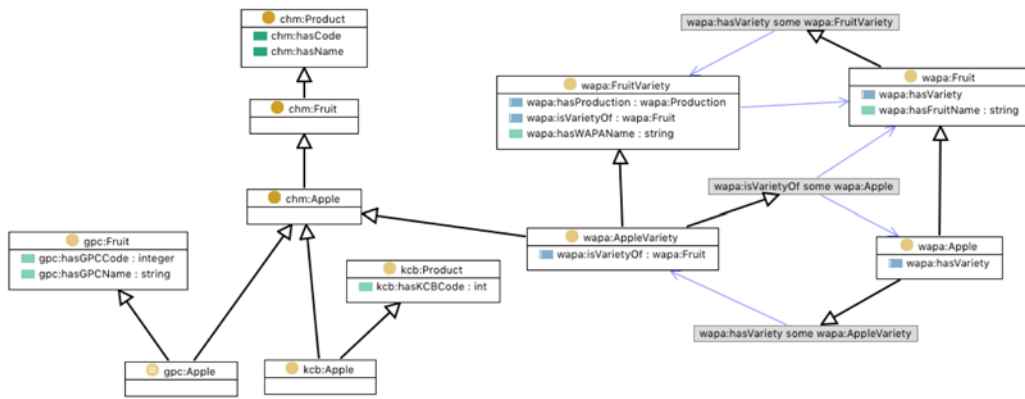 chm:Product
chm:hasCode
chm:hasName
chm:Fruit
chm:Apple
gpc:Fruit
gpc:hasGPCCode : integer
gpc:hasGPCName : string
kcb:Product
kcb:hasKCBCode : int
gpc:Apple
kcb:Apple
wapa:hasVariety some wapa:FruitVariety
wapa:FruitVariety
wapa:hasProduction : wapa:Production
wapa:isVarietyOf : wapa:Fruit
wapa:hasWAPAName : string
wapa:Fruit
wapa:hasVariety
wapa:hasFruitName : string
wapa:isVarietyOf some wapa:Apple
wapa:AppleVariety
wapa:isVarietyOf : wapa:Fruit
wapa:Apple
wapa:hasVariety
wapa:hasVariety some wapa:AppleVariety